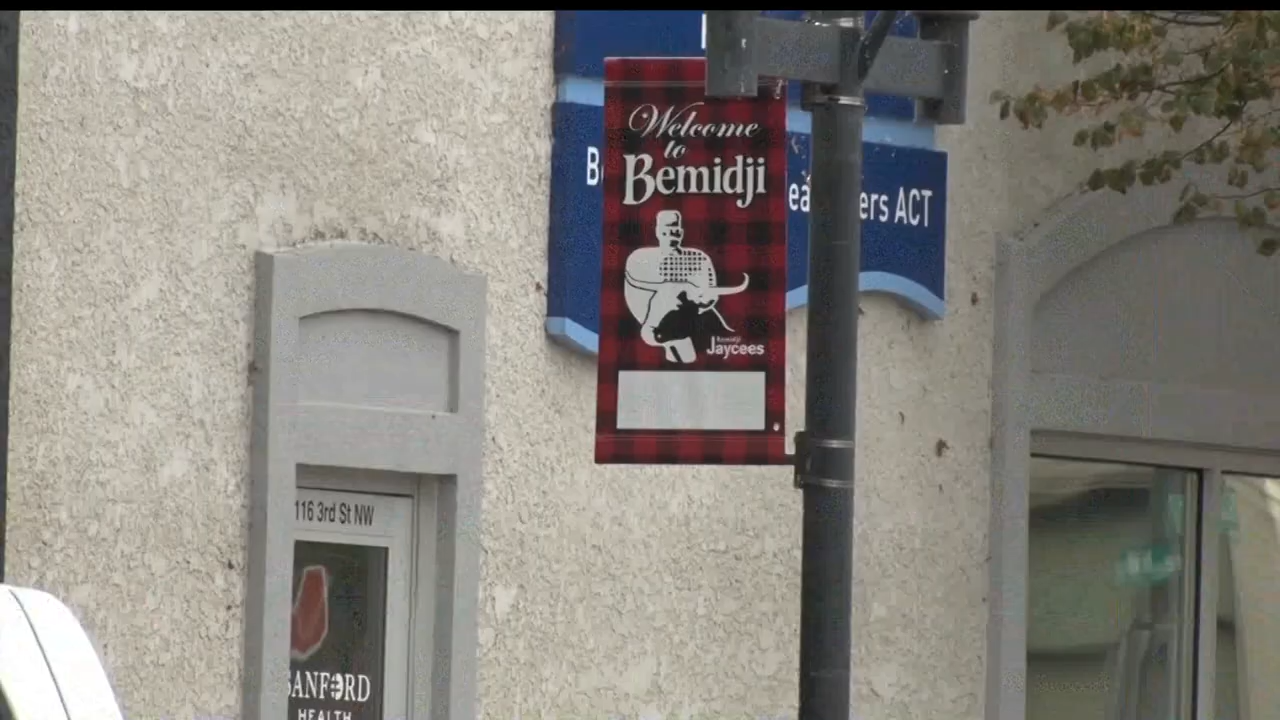 Welcome
to
Bemidji
Bemidji
Jaycees
ers ACT
116 3rd St NW
SANFORD
HEALTH